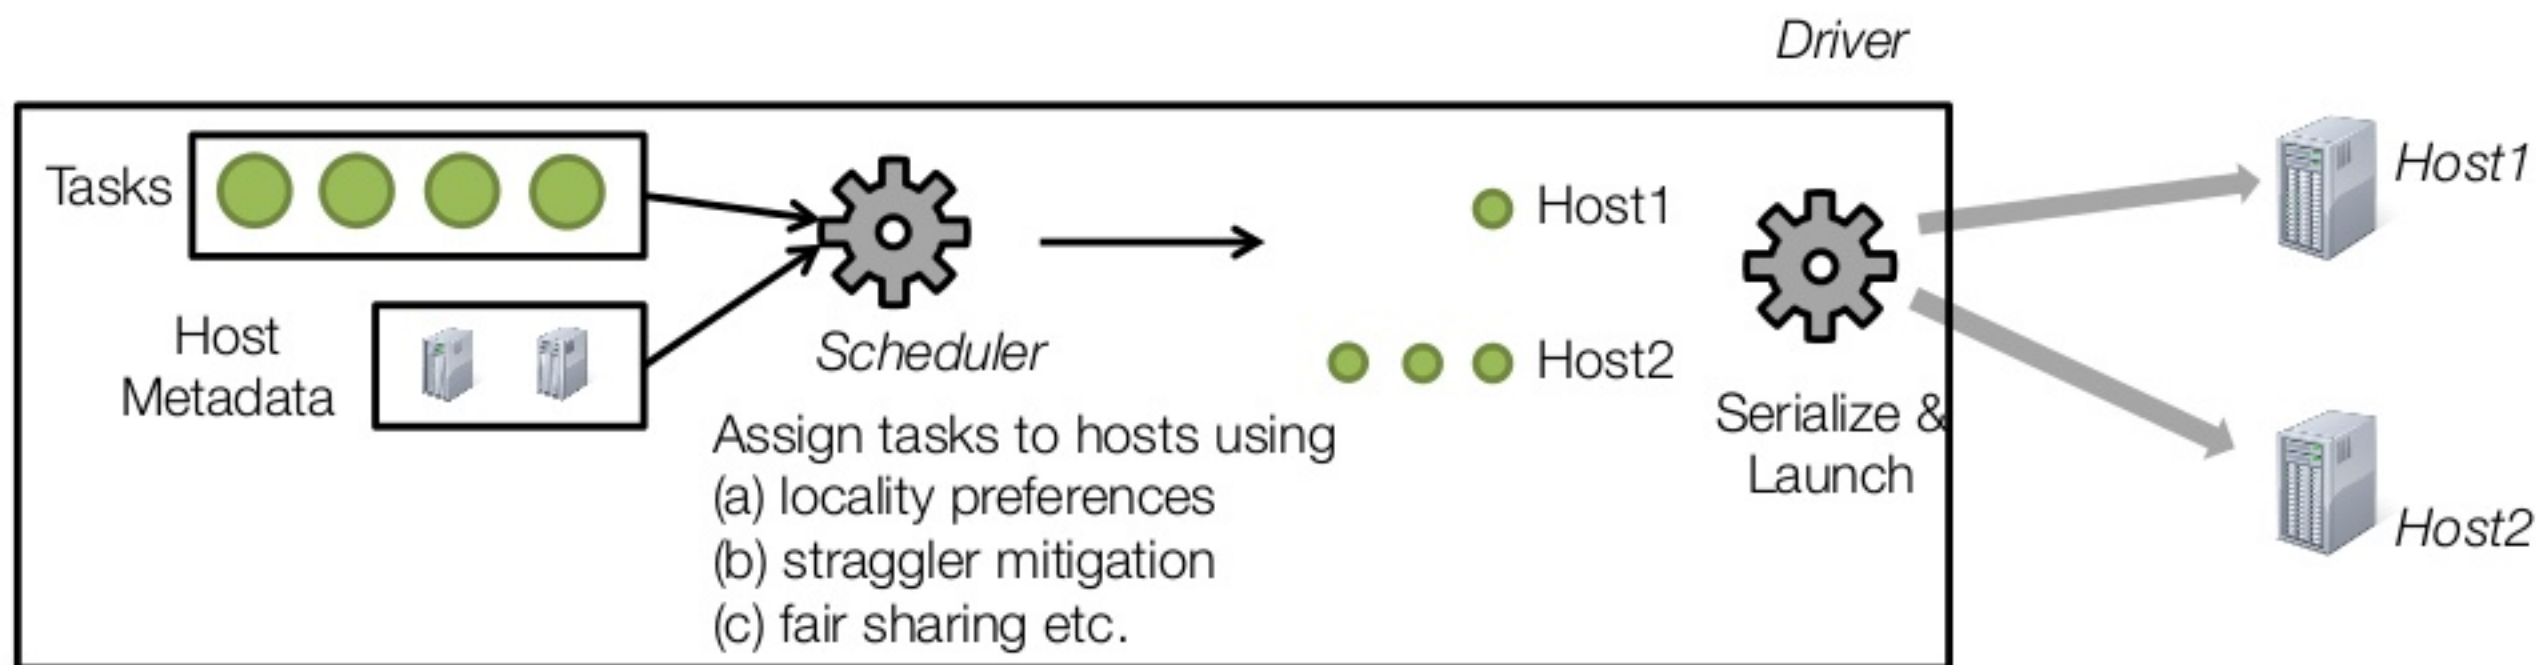 Driver
Tasks
Host
Metadata
Scheduler
Assign tasks to hosts using
(a) locality preferences
(b) straggler mitigation
(c) fair sharing etc.
Host1
Host2
Serialize &
Launch
Host1
Host2